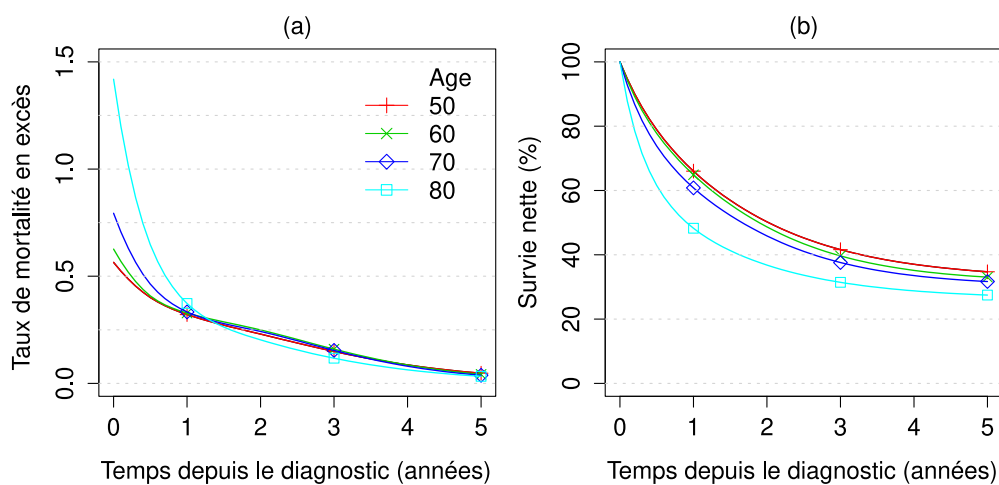 (a)
Taux de mortalité en excès
1.5
1.0
0.5
0.0
Age
50
60
70
80
0 1 2 3 4 5
Temps depuis le diagnostic (années)
(b)
Survie nette (%)
100
80
60
40
20
0
0 1 2 3 4 5
Temps depuis le diagnostic (années)